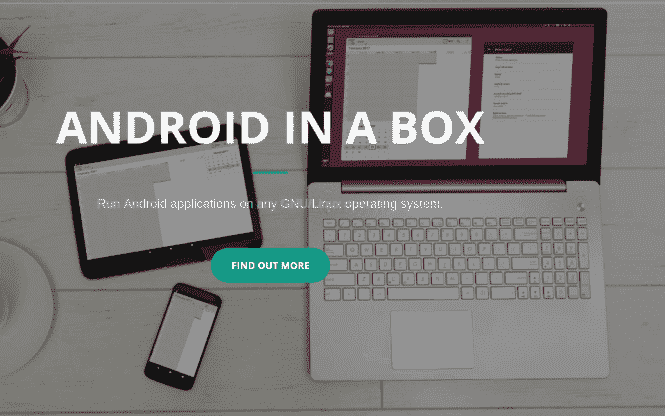 ANDROID IN A BOX
Run Android applications on any GNU/Linux operating system.
FIND OUT MORE